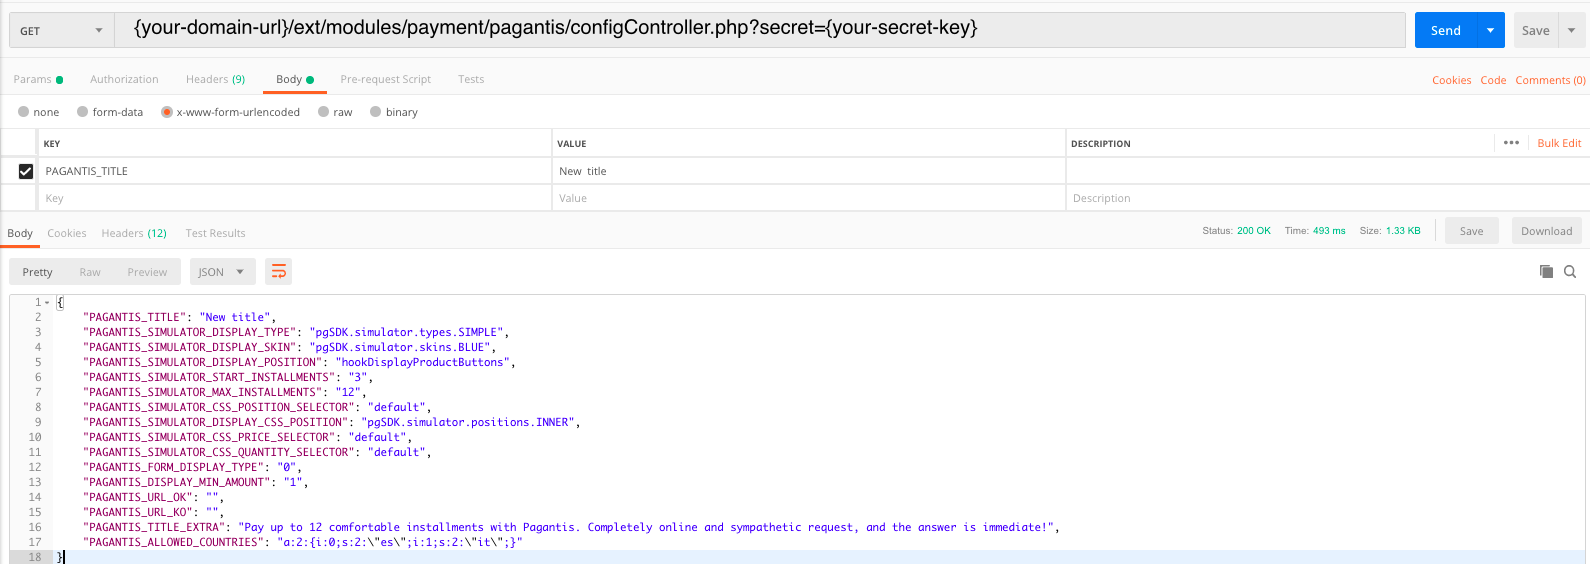 GET {your-domain-url}/ext/modules/payment/pagantis/configController.php?secret={your-secret-key} Send Save
Params Authorization Headers (9) Body Pre-request Script Tests Cookies Code Comments (0)
none form-data x-www-form-urlencoded raw binary
KEY VALUE DESCRIPTION ••• Bulk Edit
PAGANTIS_TITLE New title
Key Value Description
Body Cookies Headers (12) Test Results Status: 200 OK Time: 493 ms Size: 1.33 KB Save Download
Pretty Raw Preview JSON
1 {
2 "PAGANTIS_TITLE": "New title",
3 "PAGANTIS_SIMULATOR_DISPLAY_TYPE": "pgSDK.simulator.types.SIMPLE",
4 "PAGANTIS_SIMULATOR_DISPLAY_SKIN": "pgSDK.simulator.skins.BLUE",
5 "PAGANTIS_SIMULATOR_DISPLAY_POSITION": "hookDisplayProductButtons",
6 "PAGANTIS_SIMULATOR_START_INSTALLMENTS": "3",
7 "PAGANTIS_SIMULATOR_MAX_INSTALLMENTS": "12",
8 "PAGANTIS_SIMULATOR_CSS_POSITION_SELECTOR": "default",
9 "PAGANTIS_SIMULATOR_DISPLAY_CSS_POSITION": "pgSDK.simulator.positions.INNER",
10 "PAGANTIS_SIMULATOR_CSS_PRICE_SELECTOR": "default",
11 "PAGANTIS_SIMULATOR_CSS_QUANTITY_SELECTOR": "default",
12 "PAGANTIS_FORM_DISPLAY_TYPE": "0",
13 "PAGANTIS_DISPLAY_MIN_AMOUNT": "1",
14 "PAGANTIS_URL_OK": "",
15 "PAGANTIS_URL_KO": "",
16 "PAGANTIS_TITLE_EXTRA": "Pay up to 12 comfortable installments with Pagantis. Completely online and sympathetic request, and the answer is immediate!",
17 "PAGANTIS_ALLOWED_COUNTRIES": "a:2:{i:0;s:2:\"es\";i:1;s:2:\"it\";}"
18 }